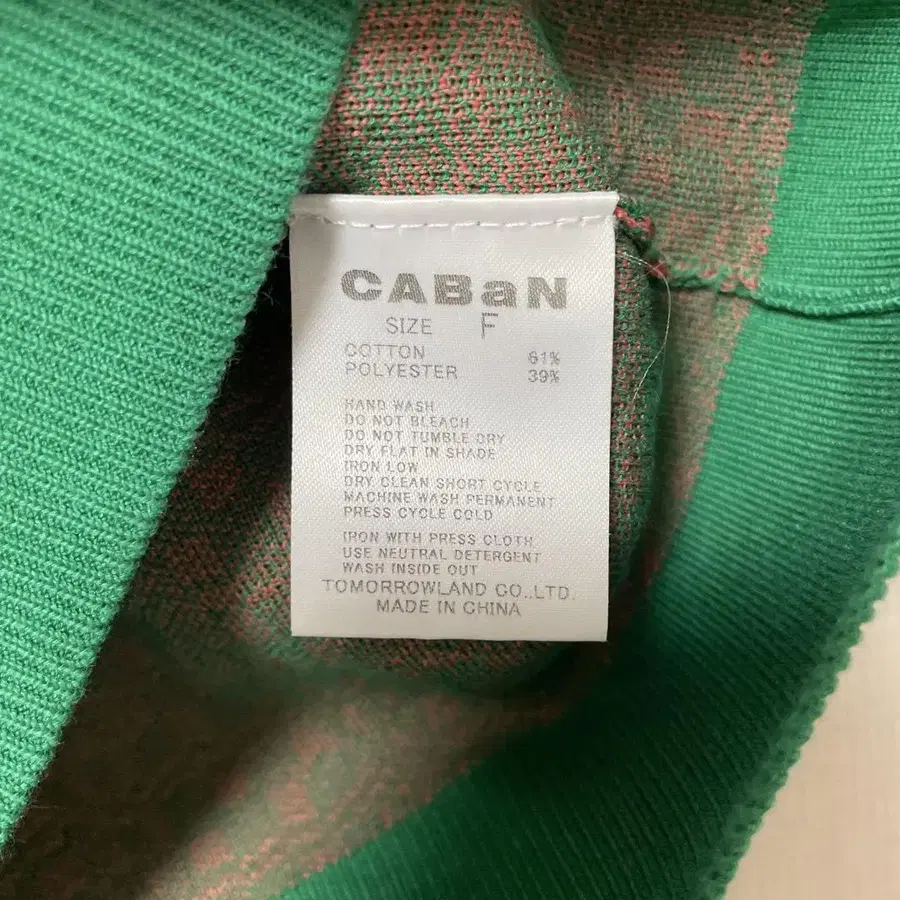 CABaN
SIZE F
COTTON 61%
POLYESTER 39%
HAND WASH
DO NOT BLEACH
DO NOT TUMBLE DRY
DRY FLAT IN SHADE
IRON LOW
DRY CLEAN SHORT CYCLE
MACHINE WASH PERMANENT
PRESS CYCLE COLD
IRON WITH PRESS CLOTH
USE NEUTRAL DETERGENT
WASH INSIDE OUT
TOMORROWLAND CO.,LTD.
MADE IN CHINA